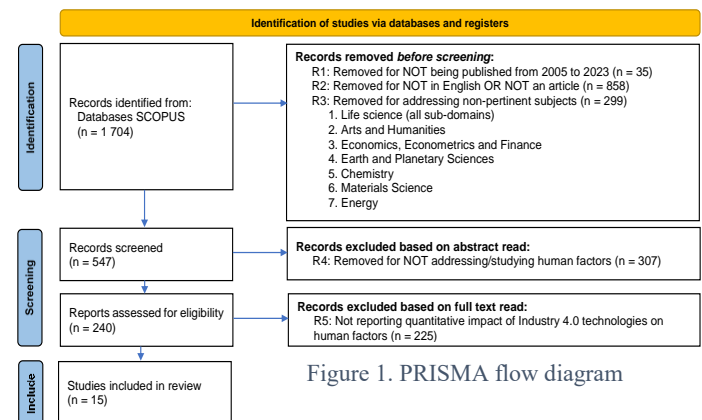 Identification of studies via databases and registers
Identification
Records identified from:
Databases SCOPUS
(n = 1 704)
Records removed before screening:
R1: Removed for NOT being published from 2005 to 2023 (n = 35)
R2: Removed for NOT in English OR NOT an article (n = 858)
R3: Removed for addressing non-pertinent subjects (n = 299)
1. Life science (all sub-domains)
2. Arts and Humanities
3. Economics, Econometrics and Finance
4. Earth and Planetary Sciences
5. Chemistry
6. Materials Science
7. Energy
Screening
Records screened
(n = 547)
Records excluded based on abstract read:
R4: Removed for NOT addressing/studying human factors (n = 307)
Reports assessed for eligibility
(n = 240)
Records excluded based on full text read:
R5: Not reporting quantitative impact of Industry 4.0 technologies on
human factors (n = 225)
Include
Studies included in review
(n = 15)
Figure 1. PRISMA flow diagram